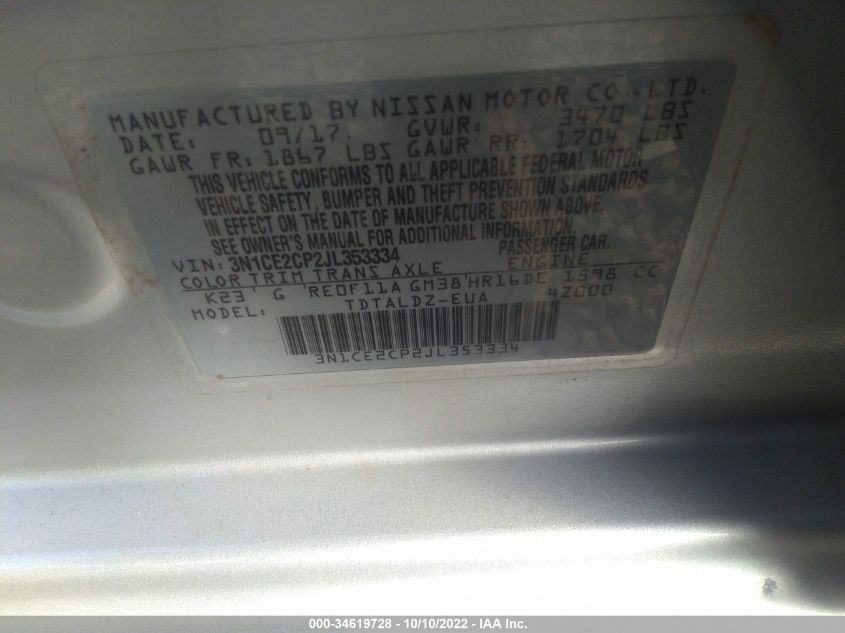 MANUFACTURED BY NISSAN MOTOR CO., LTD.
DATE: 09/17 GVWR: 3470 LBS
GAWR FR: 1867 LBS GAWR RR: 1704 LBS
THIS VEHICLE CONFORMS TO ALL APPLICABLE FEDERAL MOTOR
VEHICLE SAFETY, BUMPER AND THEFT PREVENTION STANDARDS
IN EFFECT ON THE DATE OF MANUFACTURE SHOWN ABOVE.
SEE OWNER'S MANUAL FOR ADDITIONAL INFORMATION.
VIN: 3N1CE2CP2JL353334 PASSENGER CAR.
COLOR TRIM TRANS AXLE ENGINE
K23 G RE0F11A GM38 HR16DE 1598 CC
MODEL: TDTALDZ-EUA 42000
3N1CE2CP2JL353334
000-34619728 - 10/10/2022 - IAA Inc.